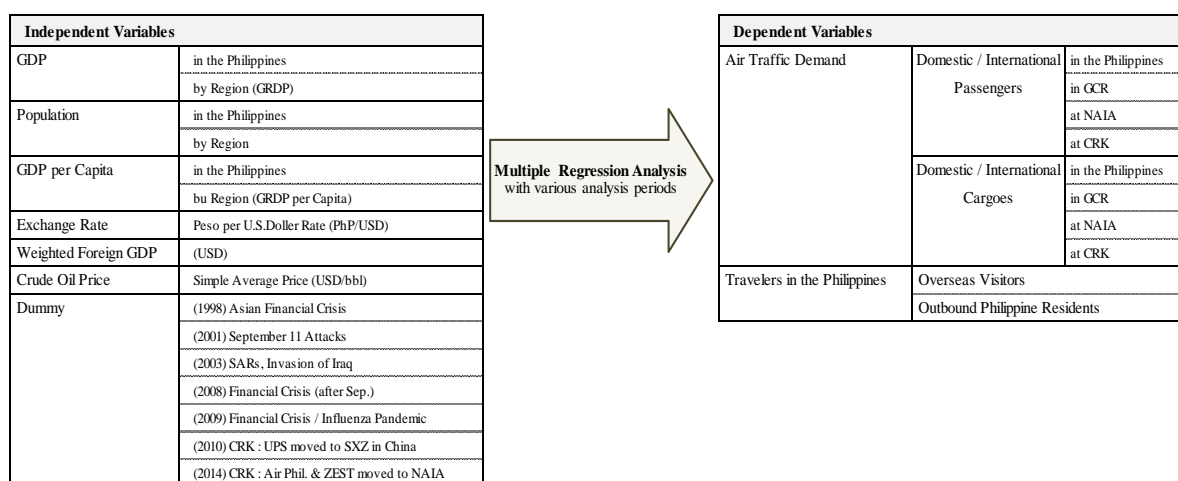 Independent Variables
GDP
in the Philippines
by Region (GRDP)
Population
in the Philippines
by Region
GDP per Capita
in the Philippines
bu Region (GRDP per Capita)
Exchange Rate
Peso per U.S.Doller Rate (PhP/USD)
Weighted Foreign GDP
(USD)
Crude Oil Price
Simple Average Price (USD/bbl)
Dummy
(1998) Asian Financial Crisis
(2001) September 11 Attacks
(2003) SARs, Invasion of Iraq
(2008) Financial Crisis (after Sep.)
(2009) Financial Crisis / Influenza Pandemic
(2010) CRK : UPS moved to SXZ in China
(2014) CRK : Air Phil. & ZEST moved to NAIA
Multiple Regression Analysis
with various analysis periods
Dependent Variables
Air Traffic Demand
Domestic / International
Passengers
in the Philippines
in GCR
at NAIA
at CRK
Domestic / International
Cargoes
in the Philippines
in GCR
at NAIA
at CRK
Travelers in the Philippines
Overseas Visitors
Outbound Philippine Residents